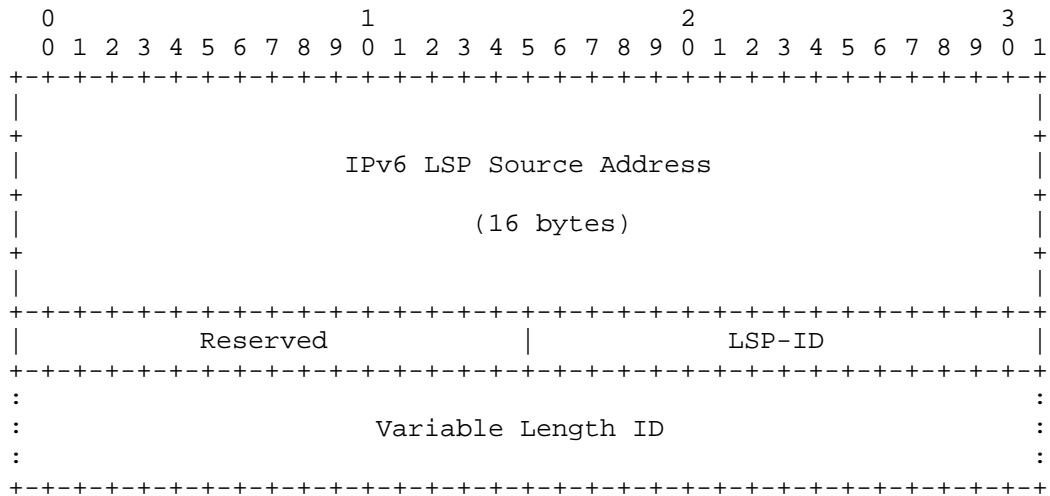 0                   1                   2                   3
 0 1 2 3 4 5 6 7 8 9 0 1 2 3 4 5 6 7 8 9 0 1 2 3 4 5 6 7 8 9 0 1
+-+-+-+-+-+-+-+-+-+-+-+-+-+-+-+-+-+-+-+-+-+-+-+-+-+-+-+-+-+-+-+-+
|                                                               |
+                                                               +
|                    IPv6 LSP Source Address                    |
+                                                               +
|                            (16 bytes)                         |
+                                                               +
|                                                               |
+-+-+-+-+-+-+-+-+-+-+-+-+-+-+-+-+-+-+-+-+-+-+-+-+-+-+-+-+-+-+-+-+
|           Reserved            |            LSP-ID             |
+-+-+-+-+-+-+-+-+-+-+-+-+-+-+-+-+-+-+-+-+-+-+-+-+-+-+-+-+-+-+-+-+
:                                                               :
:                      Variable Length ID                       :
:                                                               :
+-+-+-+-+-+-+-+-+-+-+-+-+-+-+-+-+-+-+-+-+-+-+-+-+-+-+-+-+-+-+-+-+